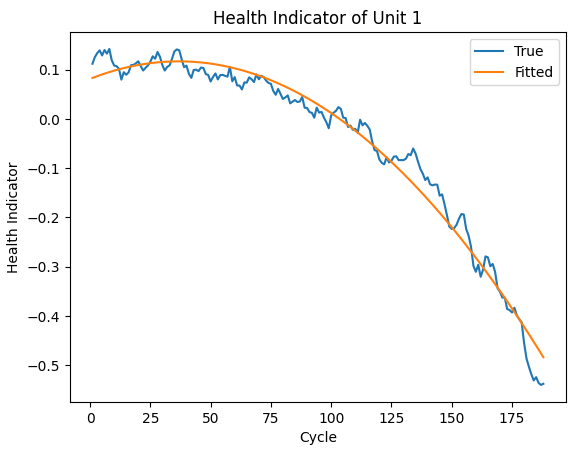 Health Indicator of Unit 1
True
Fitted
Health Indicator
0.1
0.0
−0.1
−0.2
−0.3
−0.4
−0.5
0 25 50 75 100 125 150 175
Cycle